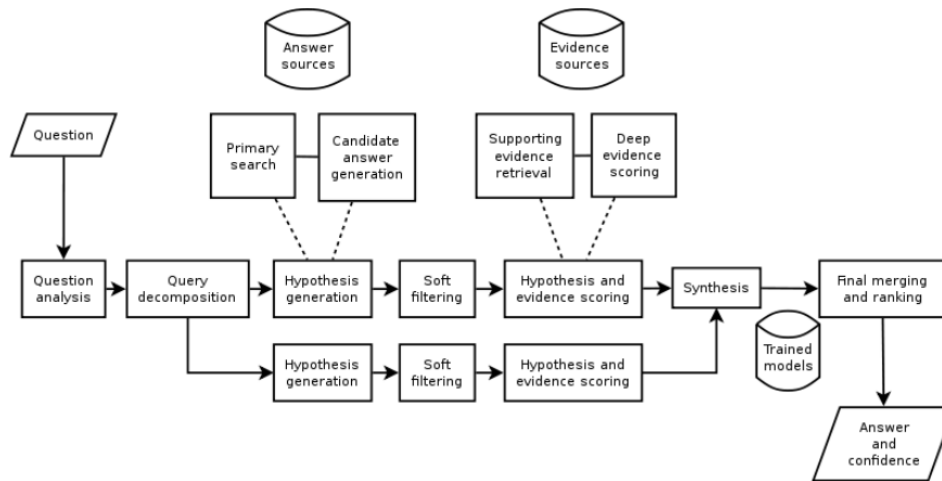 Answer
sources
Evidence
sources
Question
Primary
search
Candidate
answer
generation
Supporting
evidence
retrieval
Deep
evidence
scoring
Question
analysis
Query
decomposition
Hypothesis
generation
Soft
filtering
Hypothesis and
evidence scoring
Synthesis
Final merging
and ranking
Hypothesis
generation
Soft
filtering
Hypothesis and
evidence scoring
Trained
models
Answer
and
confidence